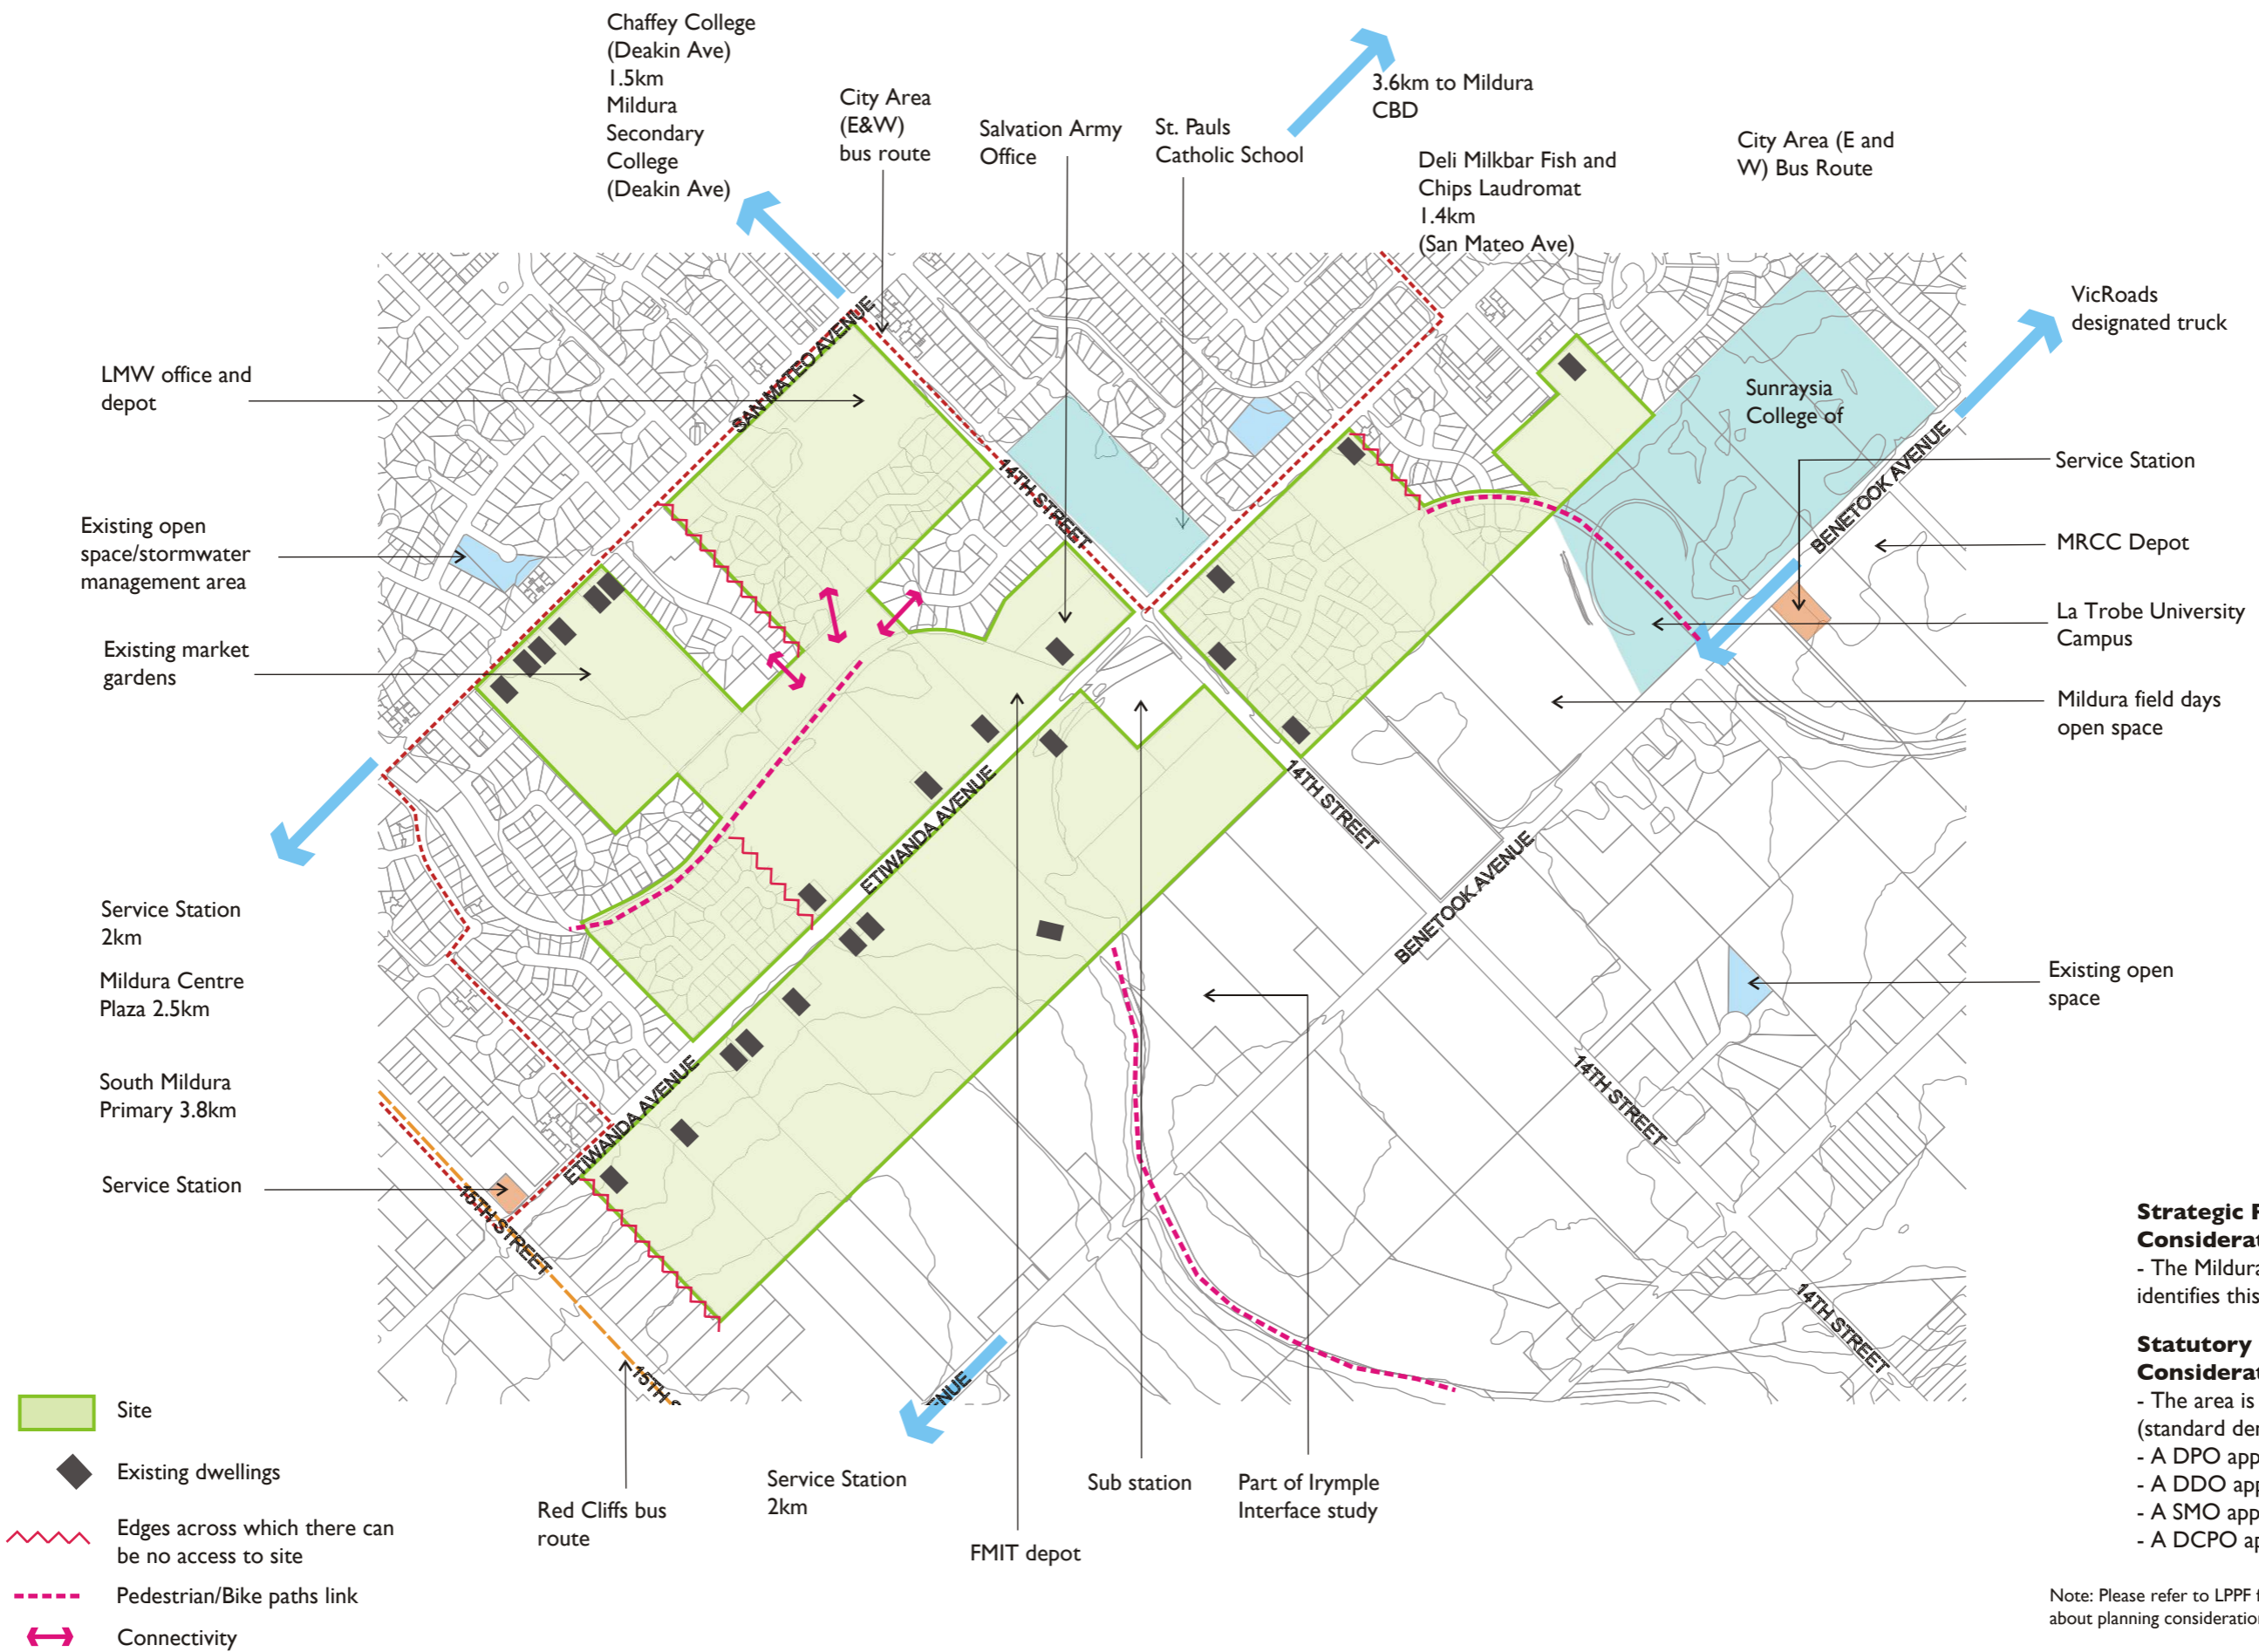 Chaffey College
(Deakin Ave)
1.5km
Mildura
Secondary
College
(Deakin Ave)
City Area
(E&W)
bus route
Salvation Army
Office
St. Pauls
Catholic School
3.6km to Mildura
CBD
Deli Milkbar Fish and
Chips Laudromat
1.4km
(San Mateo Ave)
City Area (E and
W) Bus Route
VicRoads
designated truck
LMW office and
depot
Existing open
space/stormwater
management area
Existing market
gardens
Service Station
2km
Mildura Centre
Plaza 2.5km
South Mildura
Primary 3.8km
Service Station
SAN MATEO AVENUE
14TH STREET
Sunraysia
College of
BENETOOK AVENUE
Service Station
MRCC Depot
La Trobe University
Campus
Mildura field days
open space
Existing open
space
ETIWANDA AVENUE
14TH STREET
BENETOOK AVENUE
ETIWANDA AVENUE
14TH STREET
15TH STREET
14TH STREET
15TH S
ENUE
Site
Existing dwellings
Edges across which there can
be no access to site
Pedestrian/Bike paths link
Connectivity
Red Cliffs bus
route
Service Station
2km
FMIT depot
Sub station
Part of Irymple
Interface study
Strategic P
Considerat
- The Mildura
identifies this
Statutory
Considerat
- The area is
(standard den
- A DPO app
- A DDO app
- A SMO app
- A DCPO ap
Note: Please refer to LPPF f
about planning consideration